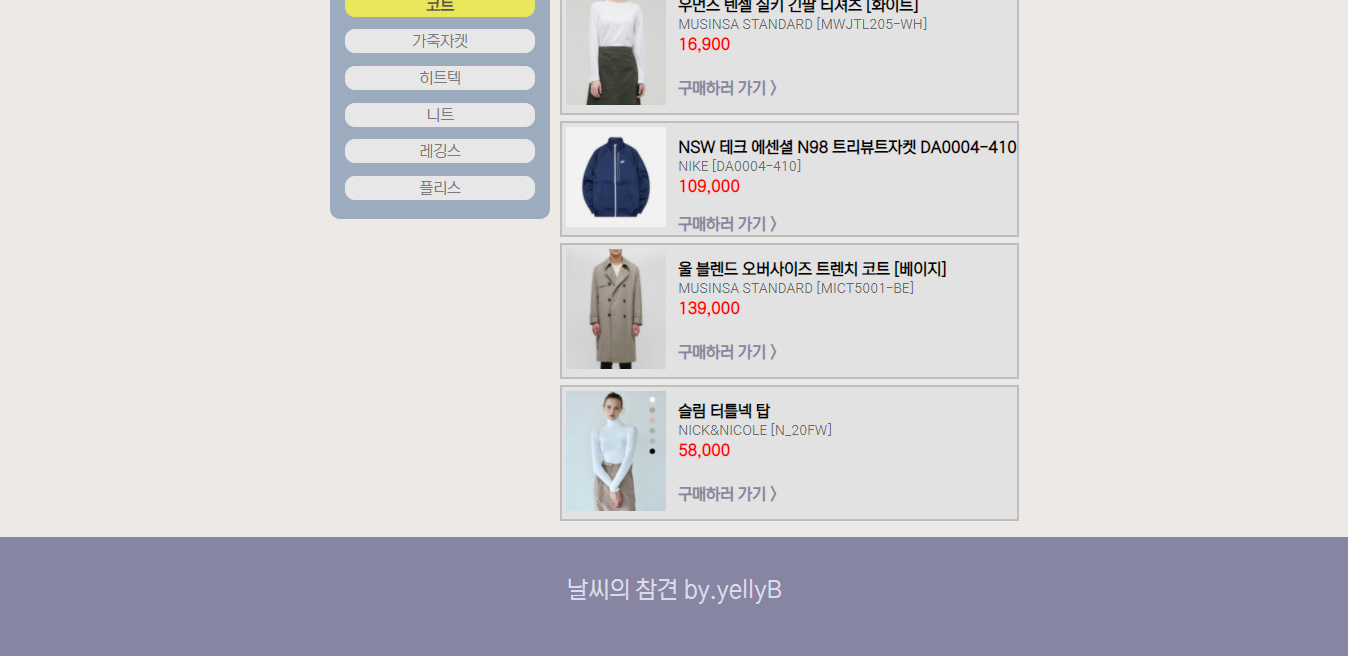 코트
가죽자켓
히트텍
니트
레깅스
플리스
우먼스 텐셀 실키 긴팔 티셔츠 [화이트]
MUSINSA STANDARD [MWJTL205-WH]
16,900
구매하러 가기 〉
NSW 테크 에센셜 N98 트리뷰트자켓 DA0004-410
NIKE [DA0004-410]
109,000
구매하러 가기 〉
울 블렌드 오버사이즈 트렌치 코트 [베이지]
MUSINSA STANDARD [MICT5001-BE]
139,000
구매하러 가기 〉
슬림 터틀넥 탑
NICK&NICOLE [N_20FW]
58,000
구매하러 가기 〉
날씨의 참견 by.yellyB